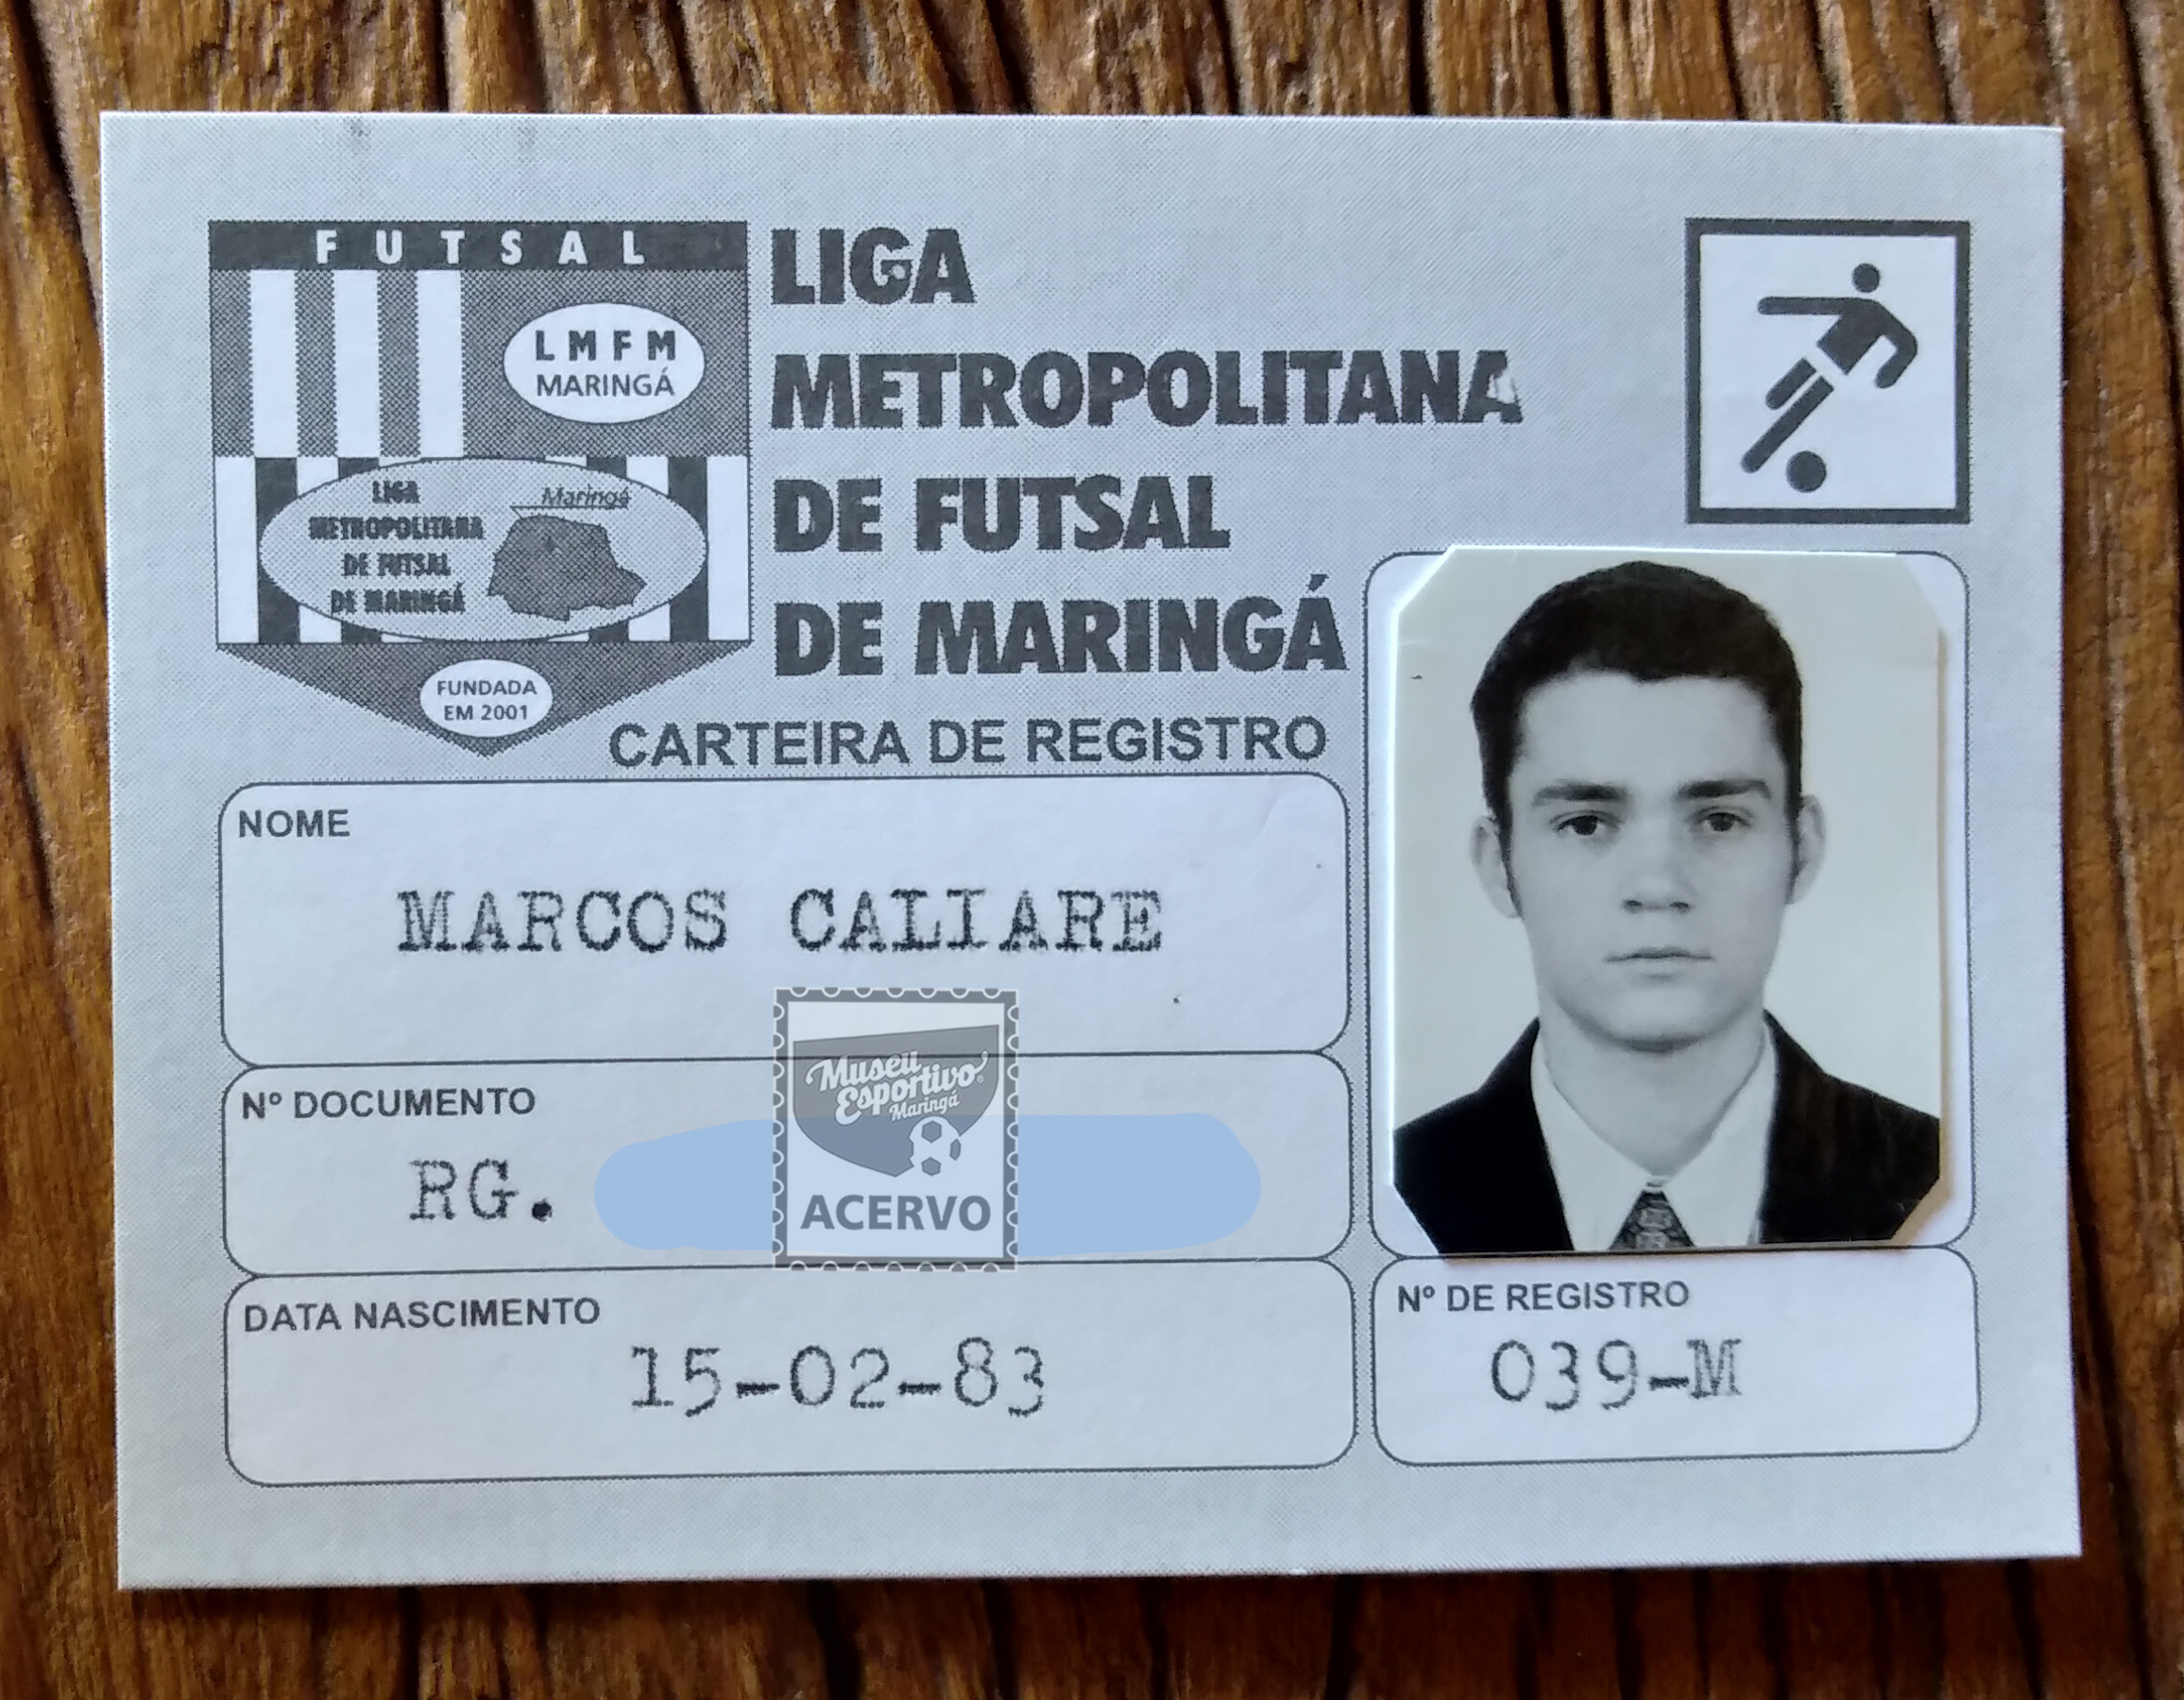 FUTSAL
LMFM
MARINGÁ
LIGA
METROPOLITANA
DE FUTSAL
DE MARINGÁ
Maringá
FUNDADA
EM 2001
LIGA
METROPOLITANA
DE FUTSAL
DE MARINGÁ
CARTEIRA DE REGISTRO
NOME
MARCOS CALIARE
Nº DOCUMENTO
RG.
Museu
Esportivo
Maringá
ACERVO
DATA NASCIMENTO
15-02-83
Nº DE REGISTRO
039-M